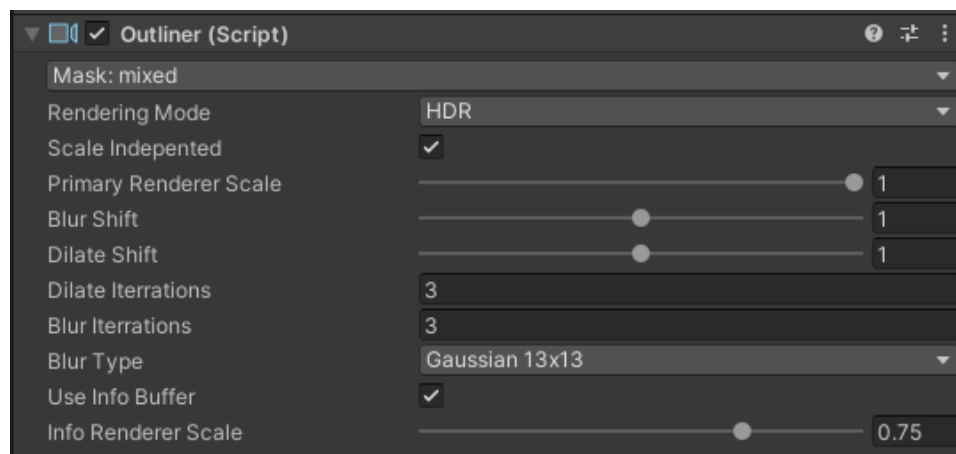 Outliner (Script)
Mask: mixed
Rendering Mode HDR
Scale Indepented
Primary Renderer Scale 1
Blur Shift 1
Dilate Shift 1
Dilate Iterrations 3
Blur Iterrations 3
Blur Type Gaussian 13x13
Use Info Buffer
Info Renderer Scale 0.75